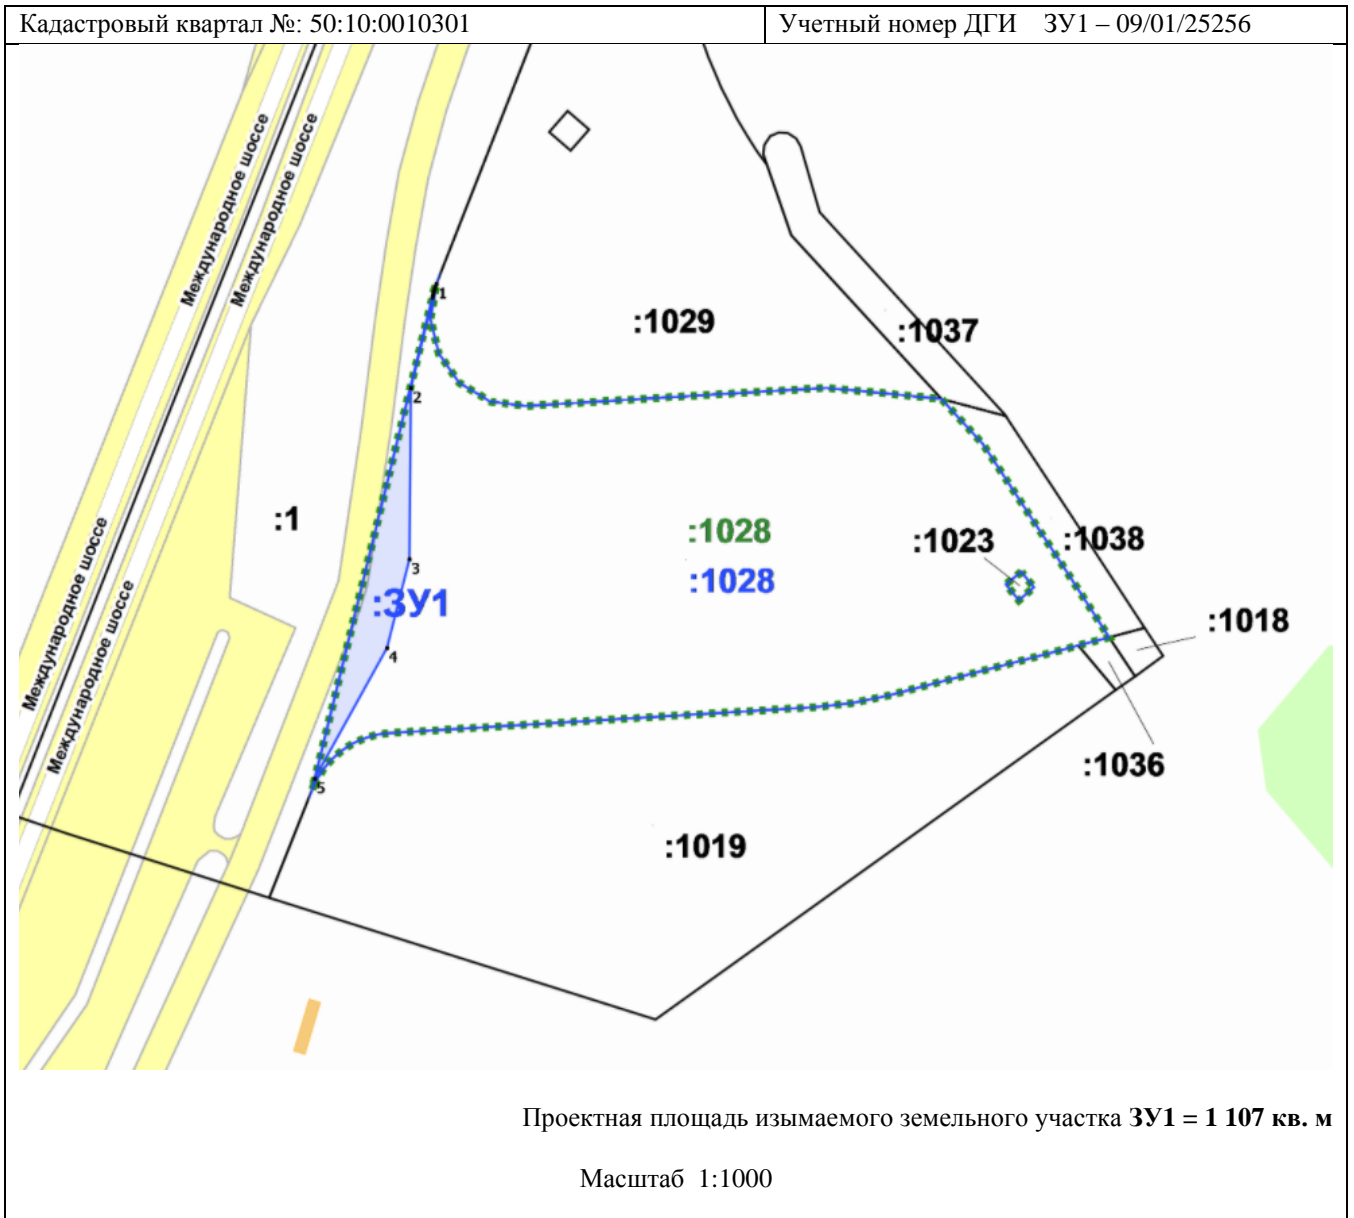 Кадастровый квартал №: 50:10:0010301
Учетный номер ДГИ ЗУ1 – 09/01/25256
Международное шоссе
Международное шоссе
1
:1029
:1037
2
:1
:1028
:1023
:1038
3
:1028
:ЗУ1
:1018
4
Международное шоссе
Международное шоссе
:1036
5
:1019
Проектная площадь изымаемого земельного участка ЗУ1 = 1 107 кв. м
Масштаб 1:1000